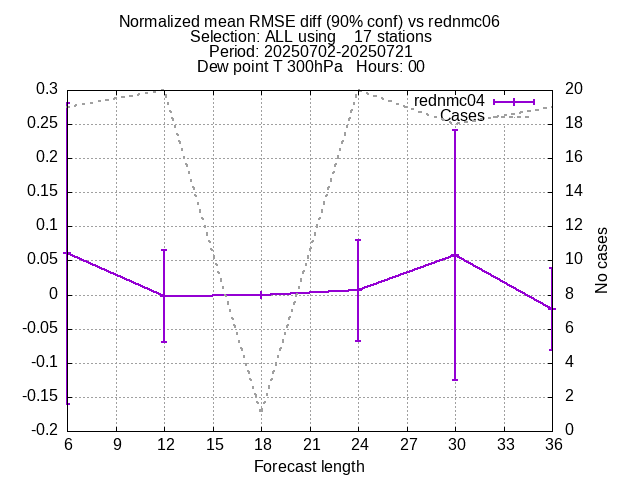 Normalized mean RMSE diff (90% conf) vs rednmc06
Selection: ALL using    17 stations
Period: 20250702-20250721
Dew point T 300hPa   Hours: 00
rednmc04
Cases
0.3
0.25
0.2
0.15
0.1
0.05
0
-0.05
-0.1
-0.15
-0.2
20
18
16
14
12
10
8
6
4
2
0
No cases
6 9 12 15 18 21 24 27 30 33 36
Forecast length